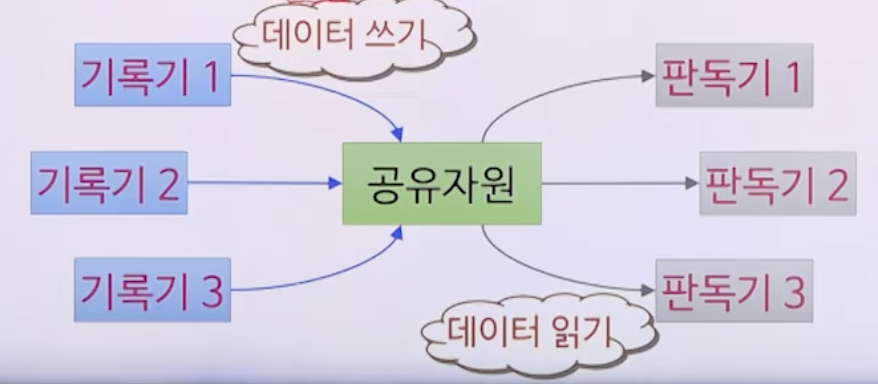 데이터 쓰기
기록기 1
판독기 1
기록기 2
공유자원
판독기 2
기록기 3
판독기 3
데이터 읽기